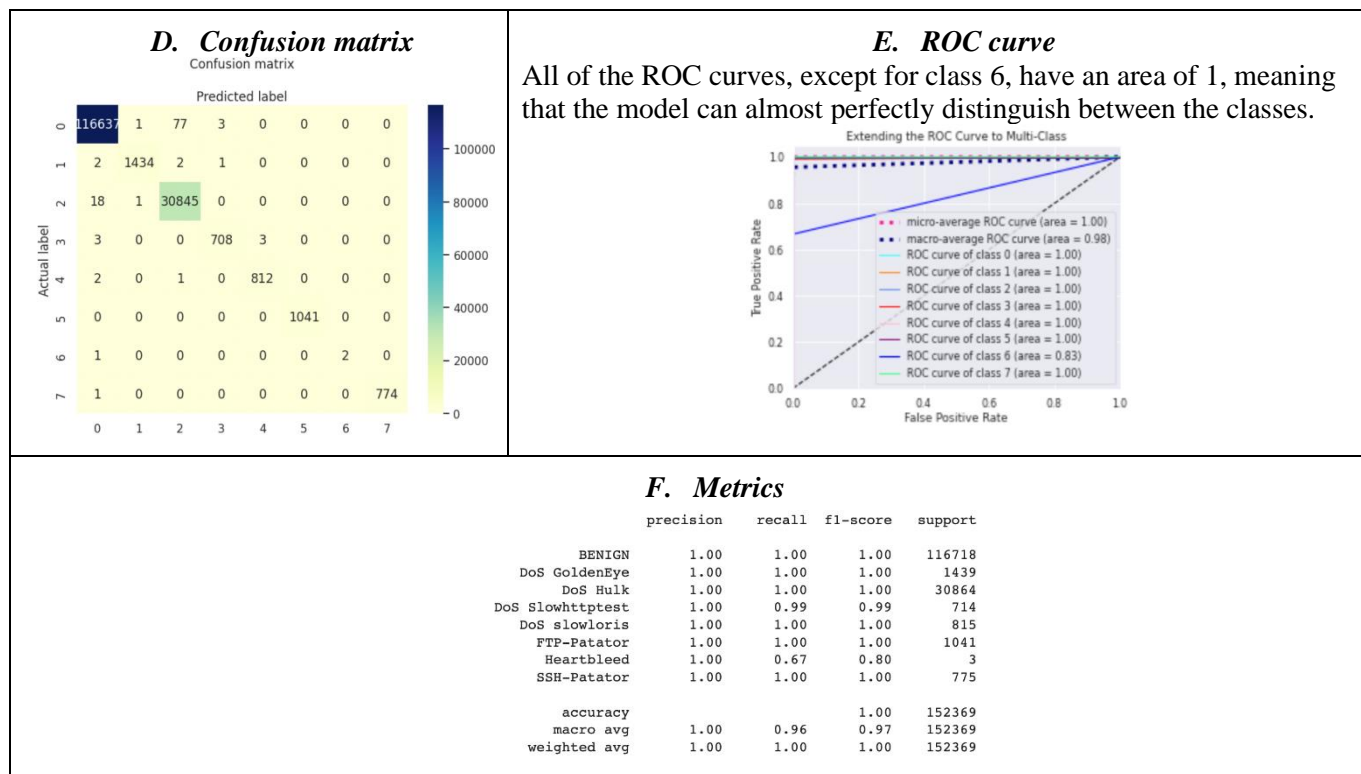 D. Confusion matrix
Confusion matrix
Predicted label
0 116637 1 77 3 0 0 0 0
1 2 1434 2 1 0 0 0 0
2 18 1 30845 0 0 0 0 0
3 3 0 0 708 3 0 0 0
4 2 0 1 0 812 0 0 0
5 0 0 0 0 0 1041 0 0
6 1 0 0 0 0 0 2 0
7 1 0 0 0 0 0 0 774
0 1 2 3 4 5 6 7
Actual label
100000
80000
60000
40000
20000
0
E. ROC curve
All of the ROC curves, except for class 6, have an area of 1, meaning
that the model can almost perfectly distinguish between the classes.
Extending the ROC Curve to Multi-Class
True Positive Rate
1.0
0.8
0.6
0.4
0.2
0.0
micro-average ROC curve (area = 1.00)
macro-average ROC curve (area = 0.98)
ROC curve of class 0 (area = 1.00)
ROC curve of class 1 (area = 1.00)
ROC curve of class 2 (area = 1.00)
ROC curve of class 3 (area = 1.00)
ROC curve of class 4 (area = 1.00)
ROC curve of class 5 (area = 1.00)
ROC curve of class 6 (area = 0.83)
ROC curve of class 7 (area = 1.00)
0.0 0.2 0.4 0.6 0.8 1.0
False Positive Rate
F. Metrics
precision recall f1-score support
BENIGN 1.00 1.00 1.00 116718
DoS GoldenEye 1.00 1.00 1.00 1439
DoS Hulk 1.00 1.00 1.00 30864
DoS Slowhttptest 1.00 0.99 0.99 714
DoS slowloris 1.00 1.00 1.00 815
FTP-Patator 1.00 1.00 1.00 1041
Heartbleed 1.00 0.67 0.80 3
SSH-Patator 1.00 1.00 1.00 775
accuracy 1.00 152369
macro avg 1.00 0.96 0.97 152369
weighted avg 1.00 1.00 1.00 152369